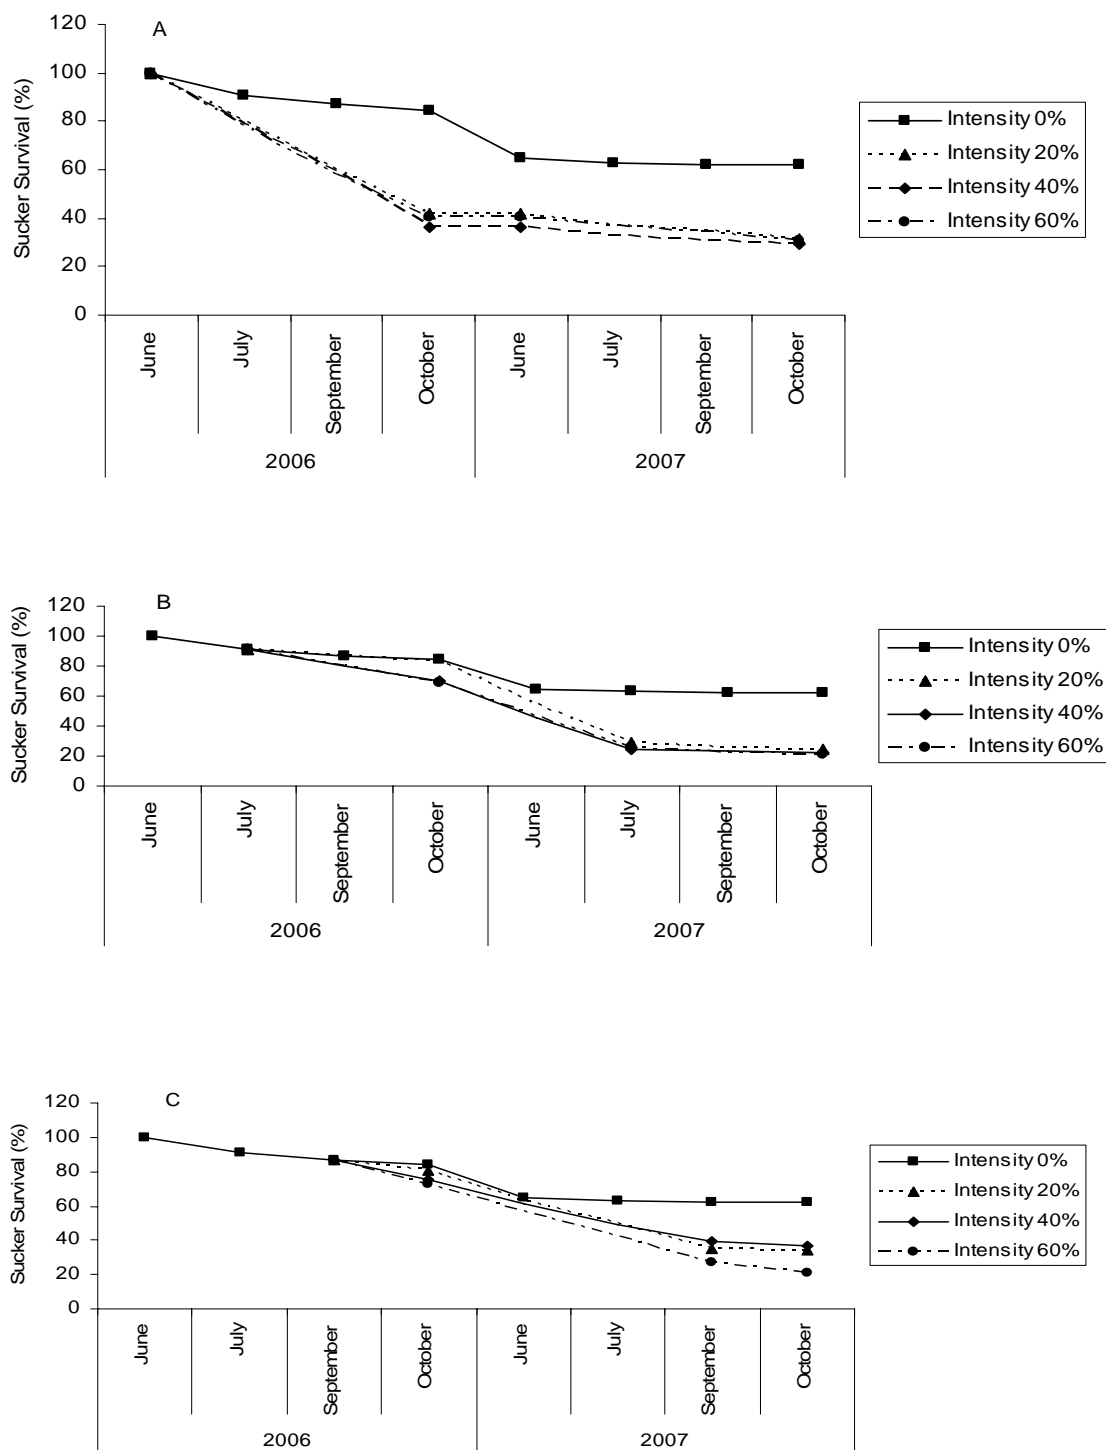 A
Sucker Survival (%)
120
100
80
60
40
20
0
June
July
September
October
June
July
September
October
2006
2007
Intensity 0%
Intensity 20%
Intensity 40%
Intensity 60%
B
Sucker Survival (%)
120
100
80
60
40
20
0
June
July
September
October
June
July
September
October
2006
2007
Intensity 0%
Intensity 20%
Intensity 40%
Intensity 60%
C
Sucker Survival (%)
120
100
80
60
40
20
0
June
July
September
October
June
July
September
October
2006
2007
Intensity 0%
Intensity 20%
Intensity 40%
Intensity 60%